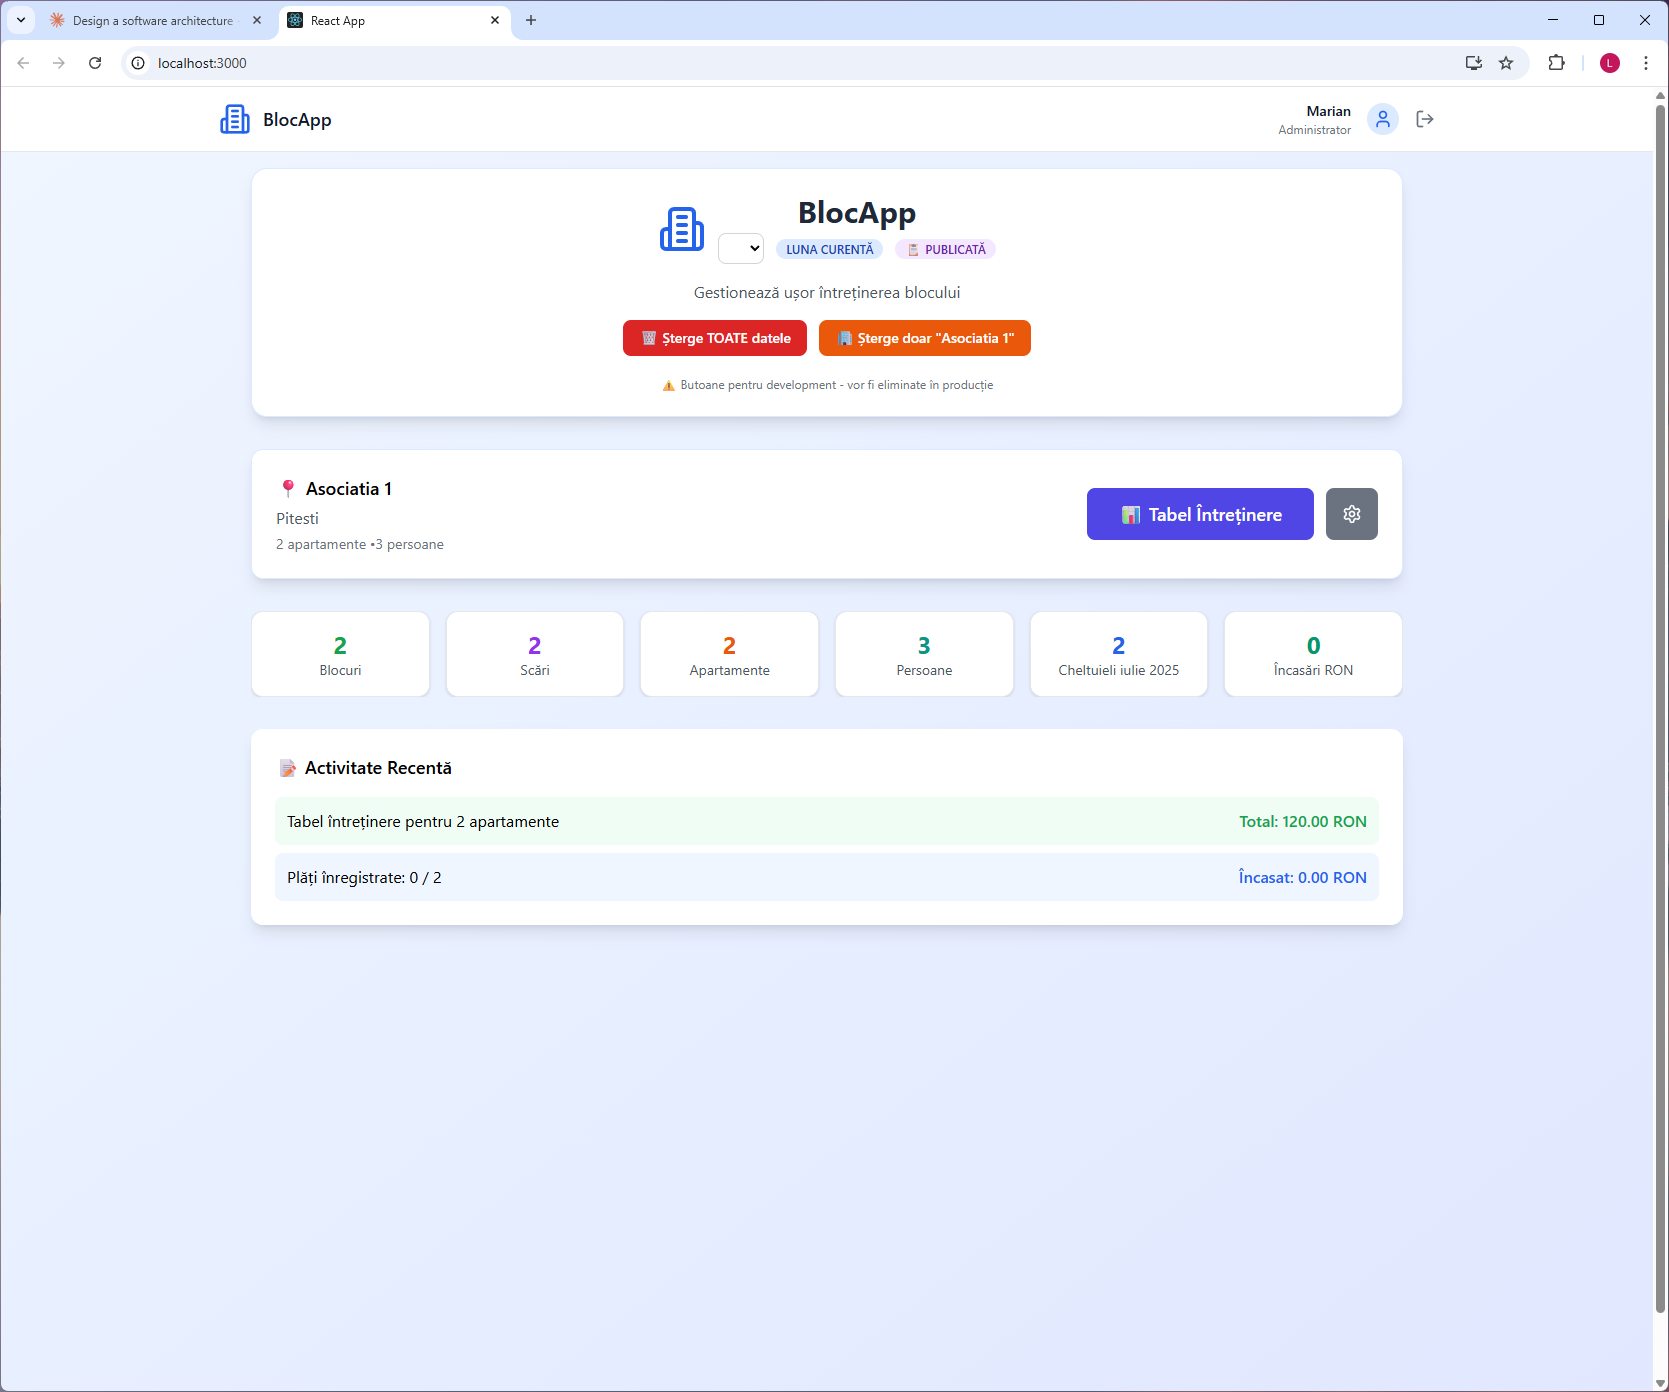 Design a software architecture
React App
localhost:3000
L
BlocApp
Marian
Administrator
BlocApp
LUNA CURENTĂ
PUBLICATĂ
Gestionează ușor întreținerea blocului
Șterge TOATE datele
Șterge doar "Asociatia 1"
Butoane pentru development - vor fi eliminate în producție
Asociatia 1
Pitesti
2 apartamente •3 persoane
Tabel Întreținere
2
Blocuri
2
Scări
2
Apartamente
3
Persoane
2
Cheltuieli iulie 2025
0
Încasări RON
Activitate Recentă
Tabel întreținere pentru 2 apartamente
Total: 120.00 RON
Plăți înregistrate: 0 / 2
Încasat: 0.00 RON